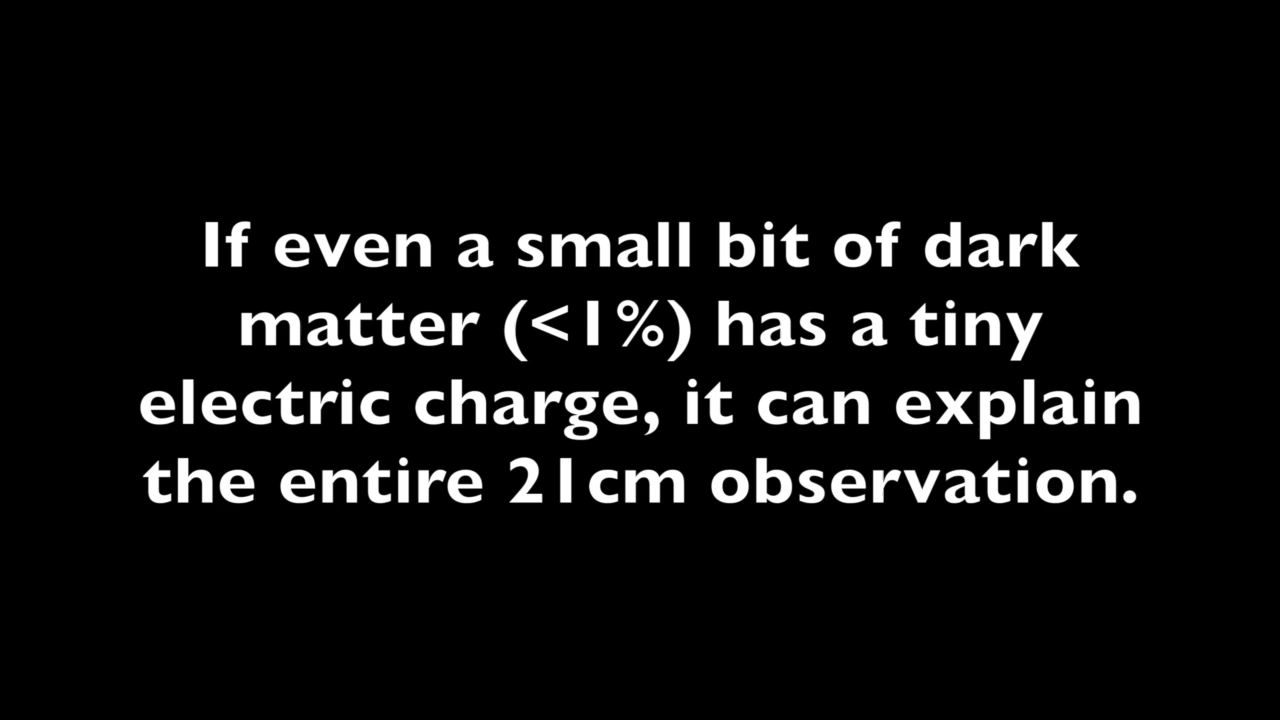 If even a small bit of dark
matter (<1%) has a tiny
electric charge, it can explain
the entire 21cm observation.